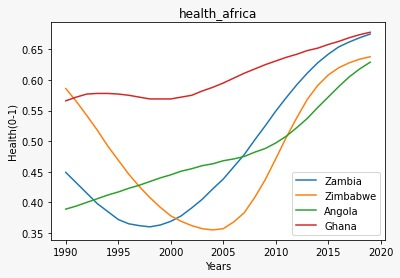 health_africa
Health(0-1)
0.65
0.60
0.55
0.50
0.45
0.40
0.35
1990
1995
2000
2005
2010
2015
2020
Years
Zambia
Zimbabwe
Angola
Ghana